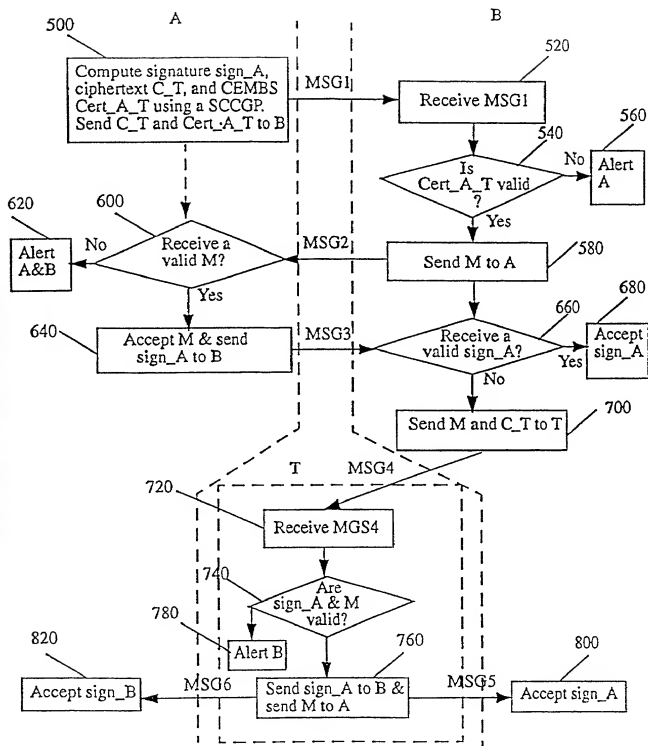 A
B
500
Compute signature sign_A,
ciphertext C_T, and CEMBS
Cert_A_T using a SCCGP.
Send C_T and Cert_A_T to B
MSG1
520
Receive MSG1
540
Is
Cert_A_T valid
?
No
560
Alert
A
Yes
580
Send M to A
MSG2
600
Receive a
valid M?
No
620
Alert
A&B
Yes
640
Accept M & send
sign_A to B
MSG3
660
Receive a
valid sign_A?
Yes
680
Accept
sign_A
No
700
Send M and C_T to T
MSG4
T
720
Receive MGS4
740
Are
sign_A & M
valid?
780
Alert B
760
Send sign_A to B &
send M to A
MSG6
820
Accept sign_B
MSG5
800
Accept sign_A